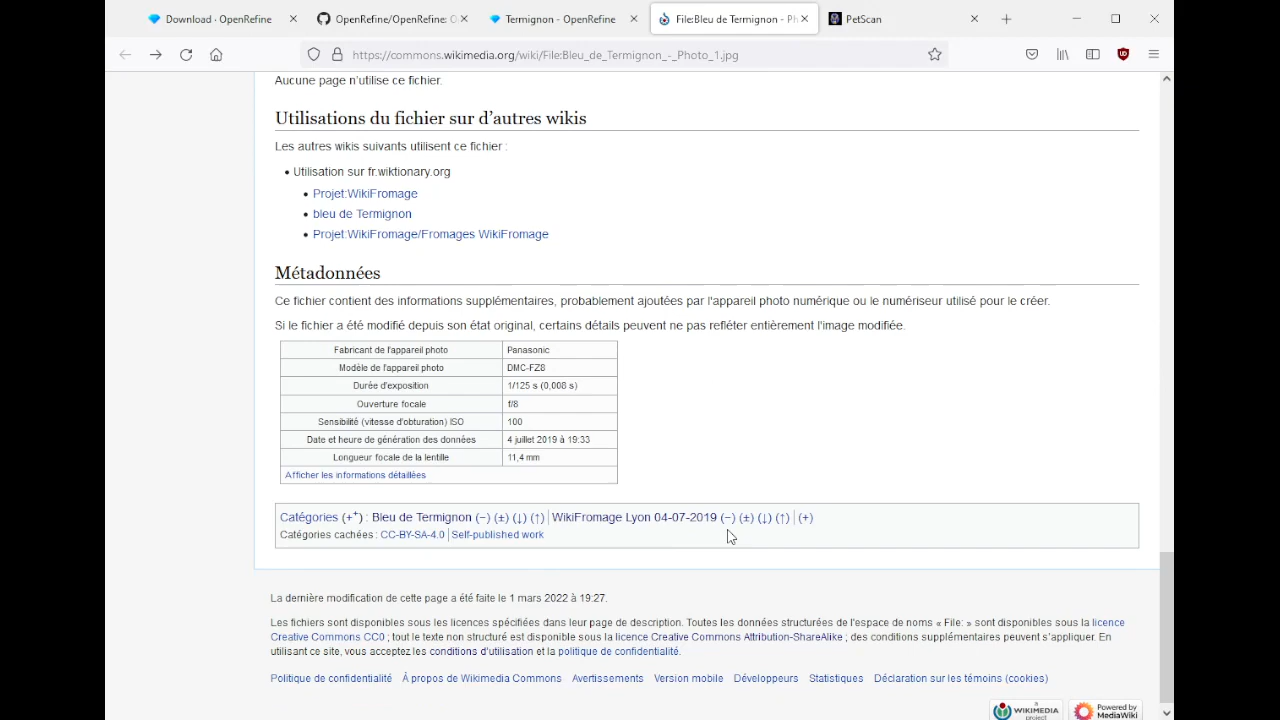 Download · OpenRefine
OpenRefine/OpenRefine: O
Termignon - OpenRefine
File:Bleu de Termignon - Ph
PetScan
https://commons.wikimedia.org/wiki/File:Bleu_de_Termignon_-_Photo_1.jpg
Aucune page n'utilise ce fichier.
Utilisations du fichier sur d'autres wikis
Les autres wikis suivants utilisent ce fichier :
Utilisation sur fr.wiktionary.org
Projet:WikiFromage
bleu de Termignon
Projet:WikiFromage/Fromages WikiFromage
Métadonnées
Ce fichier contient des informations supplémentaires, probablement ajoutées par l'appareil photo numérique ou le numériseur utilisé pour le créer.
Si le fichier a été modifié depuis son état original, certains détails peuvent ne pas refléter entièrement l'image modifiée.
Fabricant de l'appareil photo Panasonic
Modèle de l'appareil photo DMC-FZ8
Durée d'exposition 1/125 s (0,008 s)
Ouverture focale f/8
Sensibilité (vitesse d'obturation) ISO 100
Date et heure de génération des données 4 juillet 2019 à 19:33
Longueur focale de la lentille 11,4 mm
Afficher les informations détaillées
Catégories (+⁺) : Bleu de Termignon (−) (±) (↓) (↑) | WikiFromage Lyon 04-07-2019 (−) (±) (↓) (↑) | (+)
Catégories cachées : CC-BY-SA-4.0 | Self-published work
La dernière modification de cette page a été faite le 1 mars 2022 à 19:27.
Les fichiers sont disponibles sous les licences spécifiées dans leur page de description. Toutes les données structurées de l'espace de noms « File: » sont disponibles sous la licence
Creative Commons CC0 ; tout le texte non structuré est disponible sous la licence Creative Commons Attribution-ShareAlike ; des conditions supplémentaires peuvent s'appliquer. En
utilisant ce site, vous acceptez les conditions d'utilisation et la politique de confidentialité.
Politique de confidentialité À propos de Wikimedia Commons Avertissements Version mobile Développeurs Statistiques Déclaration sur les témoins (cookies)
a WIKIMEDIA project
Powered by MediaWiki